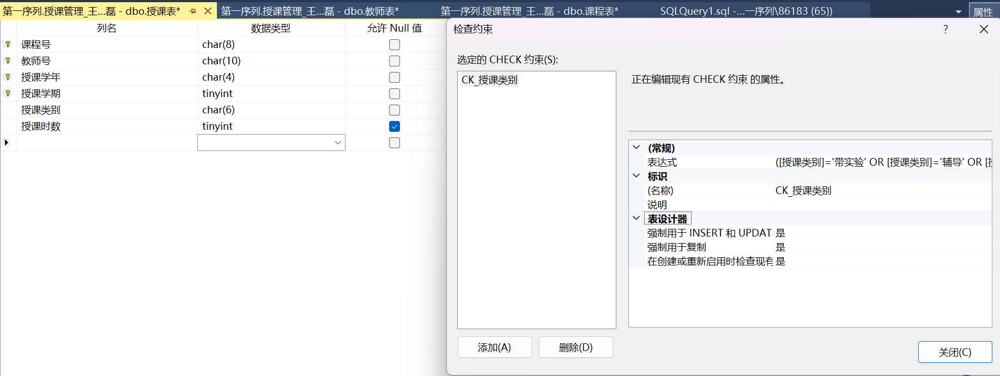 第一序列.授课管理_王...磊 - dbo.授课表*
第一序列.授课管理_王...磊 - dbo.教师表*
第一序列.授课管理_王...磊 - dbo.课程表*
SQLQuery1.sql -...一序列\86183 (65))
属性
列名 数据类型 允许 Null 值
课程号 char(8)
教师号 char(10)
授课学年 char(4)
授课学期 tinyint
授课类别 char(6)
授课时数 tinyint
检查约束
?
选定的 CHECK 约束(S):
CK_授课类别
添加(A)
删除(D)
正在编辑现有 CHECK 约束 的属性。
(常规)
表达式 ([授课类别]='带实验' OR [授课类别]='辅导' OR [
标识
(名称) CK_授课类别
说明
表设计器
强制用于 INSERT 和 UPDAT 是
强制用于复制 是
在创建或重新启用时检查现有 是
关闭(C)